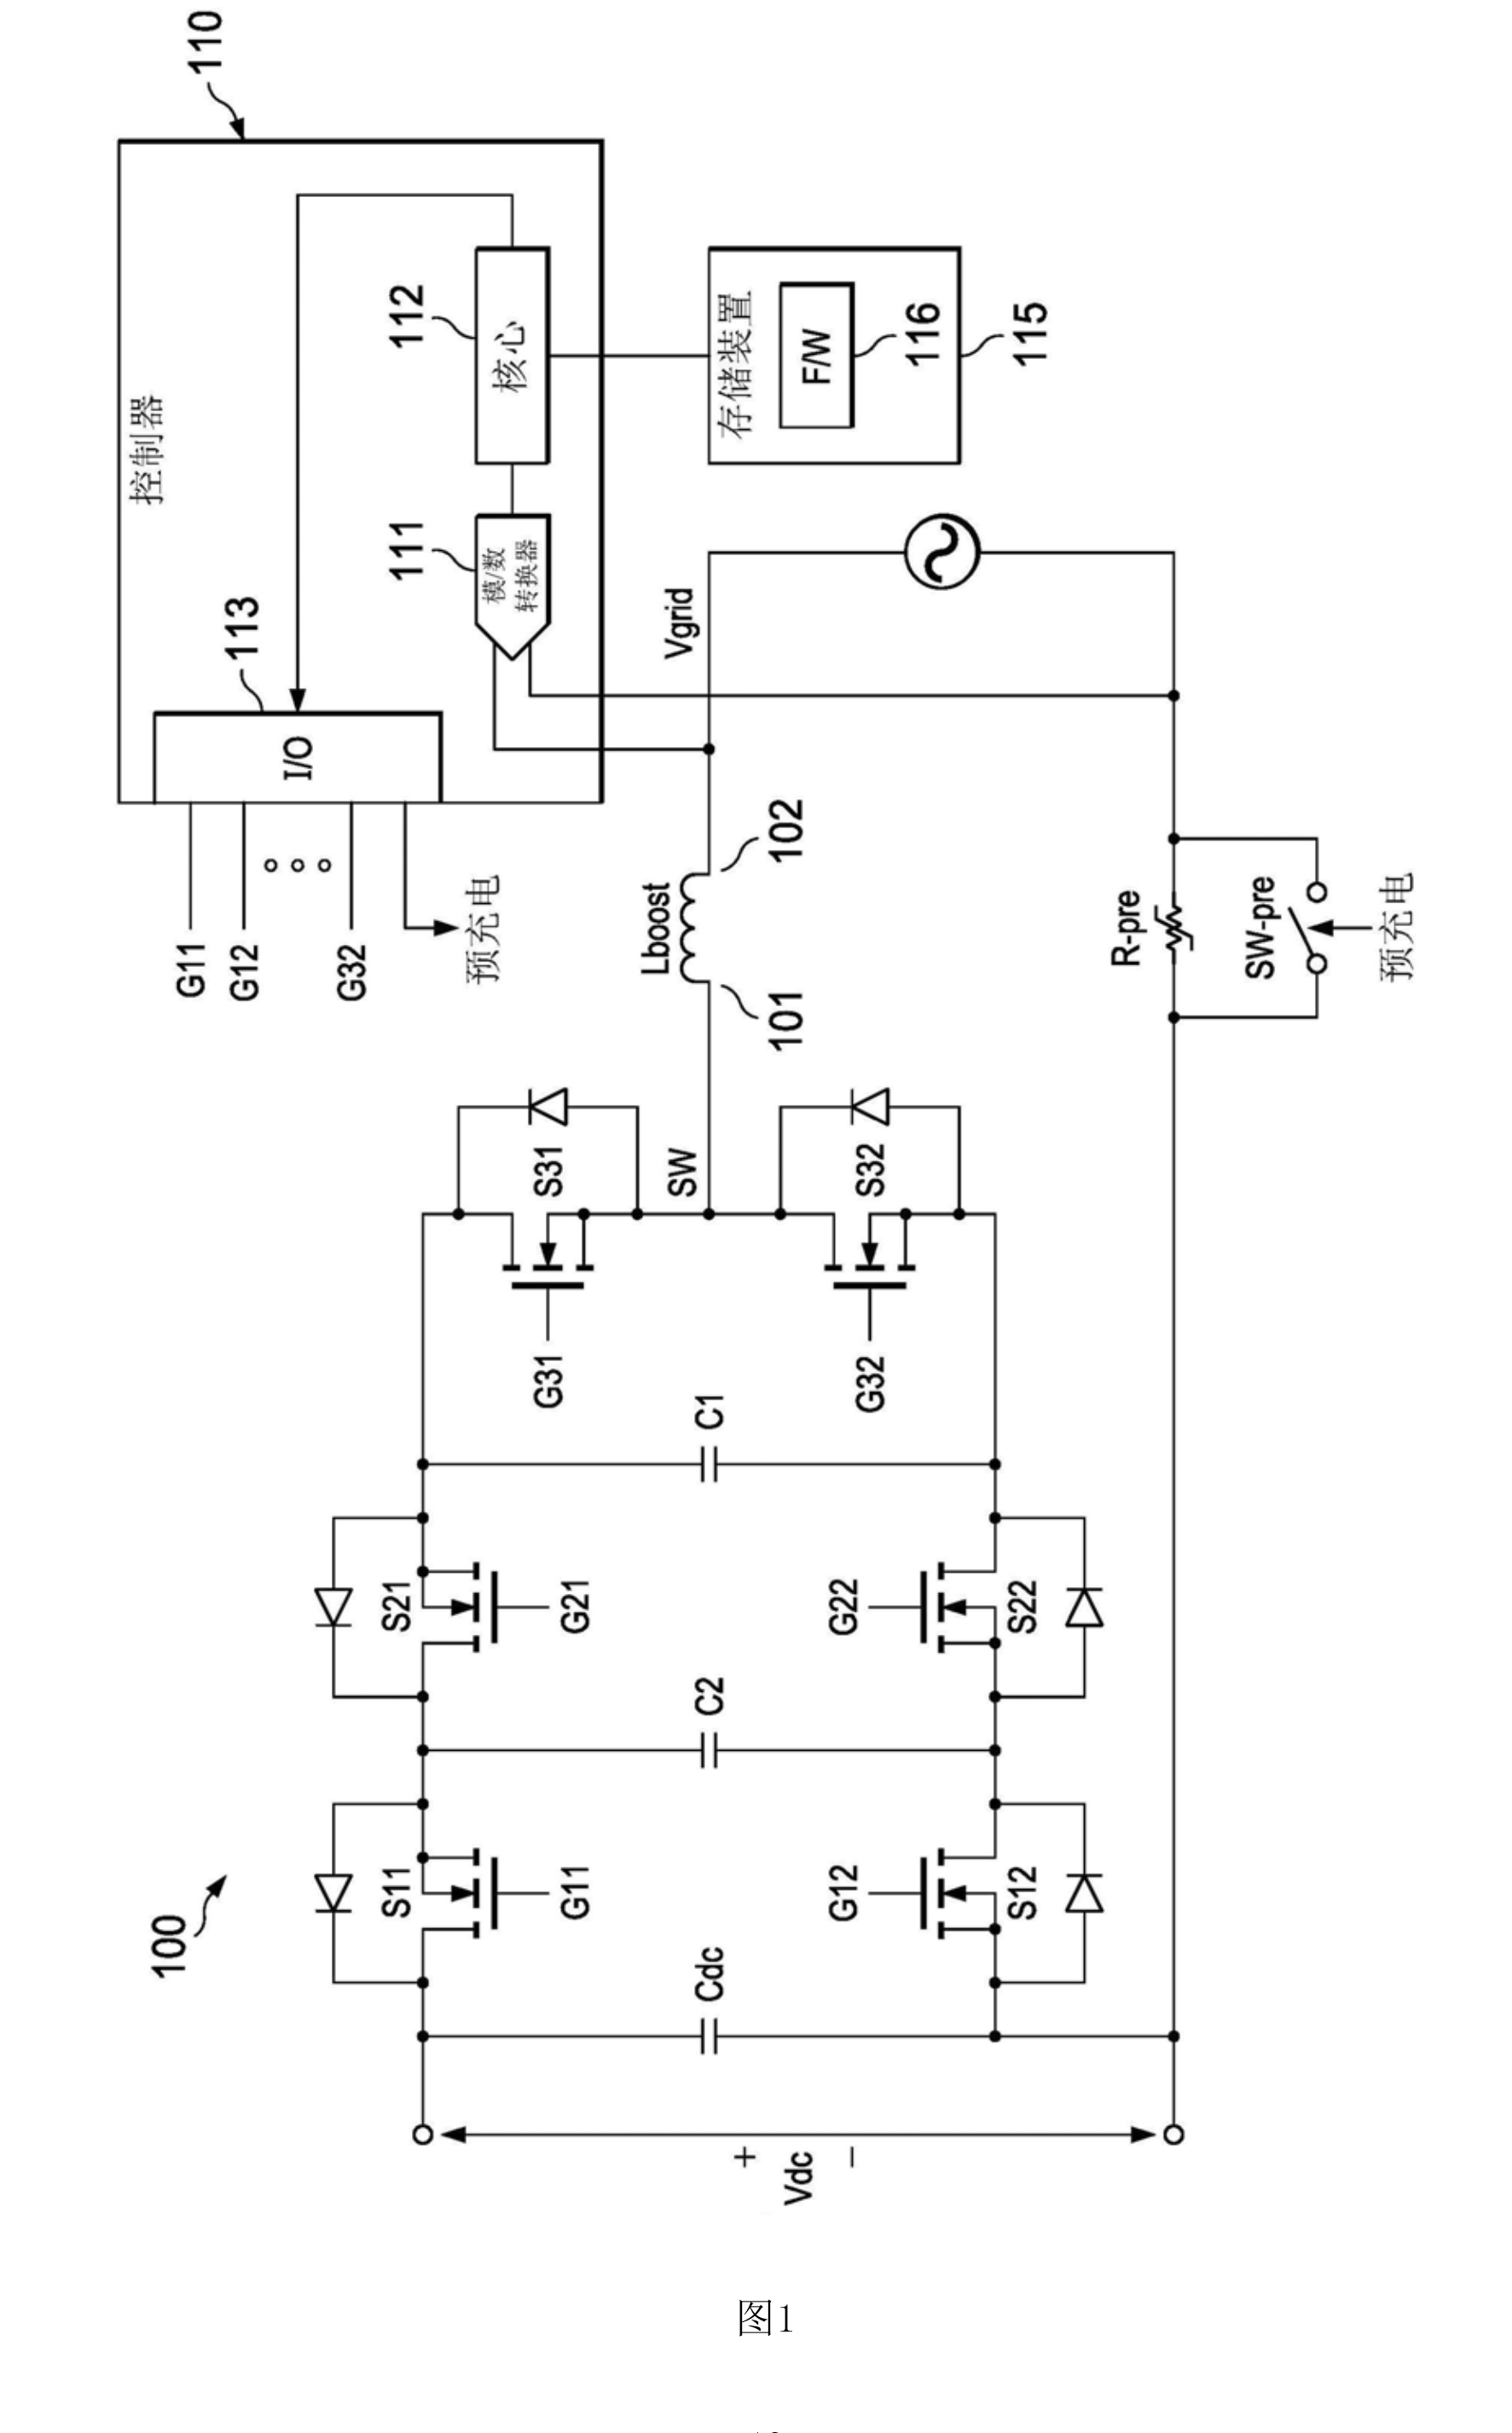 100
Vdc
+
−
Cdc
S11
G11
G12
S12
C2
S21
G21
G22
S22
C1
G31
S31
G32
S32
SW
Lboost
101
102
R-pre
SW-pre
预充电
G11
G12
G32
预充电
I/O
113
控制器
110
模/数
转换器
111
核心
112
Vgrid
存储装置
F/W
116
115
图1